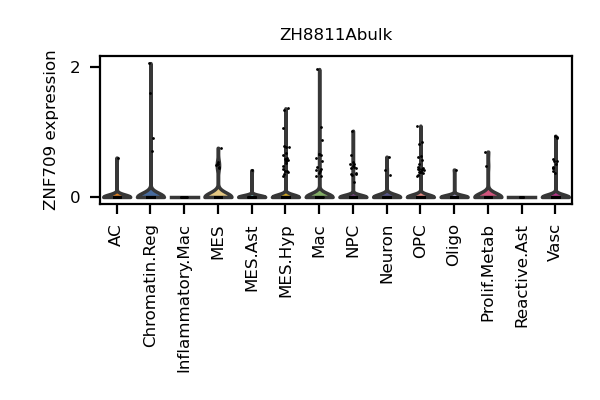 ZH8811Abulk
ZNF709 expression
2
0
AC
Chromatin.Reg
Inflammatory.Mac
MES
MES.Ast
MES.Hyp
Mac
NPC
Neuron
OPC
Oligo
Prolif.Metab
Reactive.Ast
Vasc